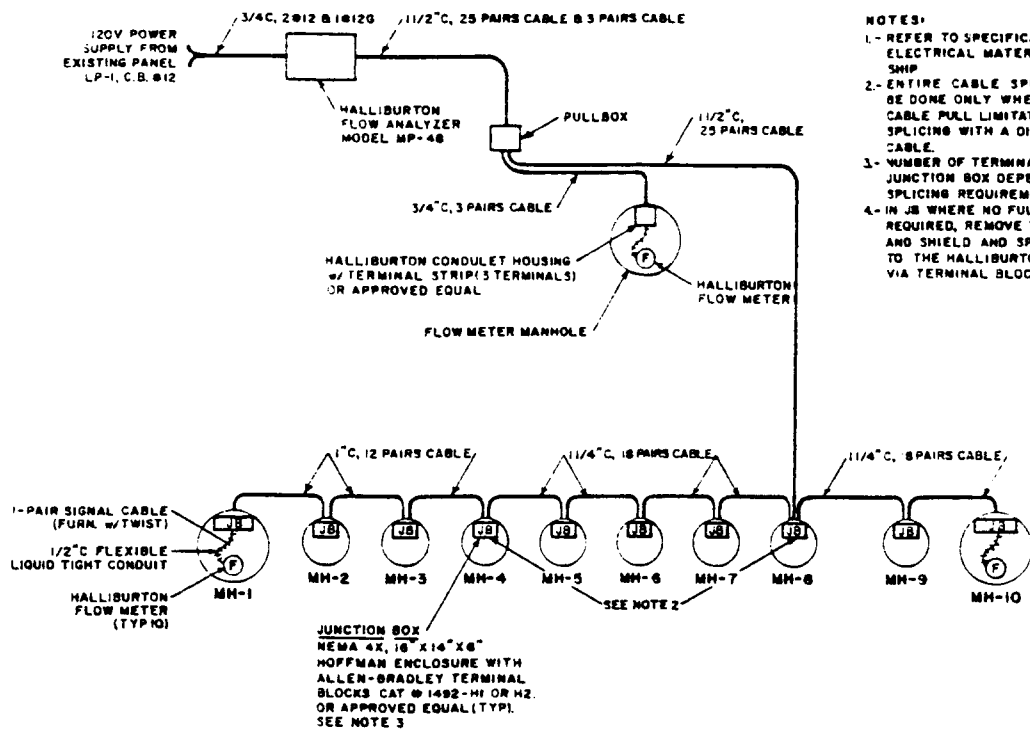 3/4C, 2#12 & 1#12G
1 1/2"C, 25 PAIRS CABLE & 3 PAIRS CABLE
120V POWER
SUPPLY FROM
EXISTING PANEL
LP-1, C.B. #12
HALLIBURTON
FLOW ANALYZER
MODEL MP-48
PULLBOX
1 1/2"C,
25 PAIRS CABLE
3/4"C, 3 PAIRS CABLE
HALLIBURTON CONDULET HOUSING
w/ TERMINAL STRIP (3 TERMINALS)
OR APPROVED EQUAL
F
HALLIBURTON
FLOW METER
FLOW METER MANHOLE
NOTES:
1.- REFER TO SPECIFICA
ELECTRICAL MATER
SHIP
2.- ENTIRE CABLE SP
BE DONE ONLY WHE
CABLE PULL LIMITAT
SPLICING WITH A DI
CABLE.
3.- NUMBER OF TERMINA
JUNCTION BOX DEPE
SPLICING REQUIREM
4.- IN JB WHERE NO FUL
REQUIRED, REMOVE
AND SHIELD AND SP
TO THE HALLIBURTO
VIA TERMINAL BLOC
1"C, 12 PAIRS CABLE
1 1/4"C, 18 PAIRS CABLE
1 1/4"C, 18 PAIRS CABLE
1-PAIR SIGNAL CABLE
(FURN. w/ TWIST)
1/2"C FLEXIBLE
LIQUID TIGHT CONDUIT
HALLIBURTON
FLOW METER
(TYP 10)
JB JB JB JB JB JB JB JB JB JB
F F
MH-1 MH-2 MH-3 MH-4 MH-5 MH-6 MH-7 MH-8 MH-9 MH-10
SEE NOTE 2
JUNCTION BOX
NEMA 4X, 16" X 14" X 6"
HOFFMAN ENCLOSURE WITH
ALLEN-BRADLEY TERMINAL
BLOCKS CAT # 1492-H1 OR H2.
OR APPROVED EQUAL (TYP).
SEE NOTE 3